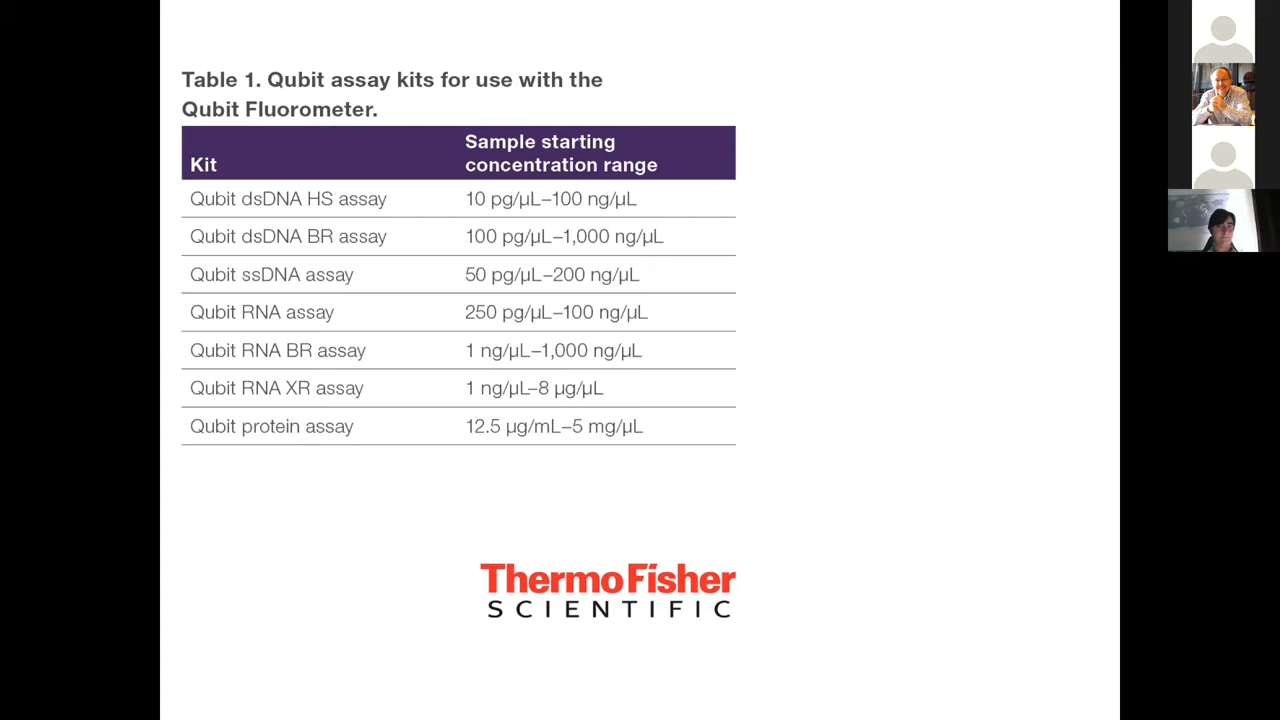 Table 1. Qubit assay kits for use with the
Qubit Fluorometer.
Kit
Sample starting
concentration range
Qubit dsDNA HS assay 10 pg/µL–100 ng/µL
Qubit dsDNA BR assay 100 pg/µL–1,000 ng/µL
Qubit ssDNA assay 50 pg/µL–200 ng/µL
Qubit RNA assay 250 pg/µL–100 ng/µL
Qubit RNA BR assay 1 ng/µL–1,000 ng/µL
Qubit RNA XR assay 1 ng/µL–8 µg/µL
Qubit protein assay 12.5 µg/mL–5 mg/µL
ThermoFisher
SCIENTIFIC